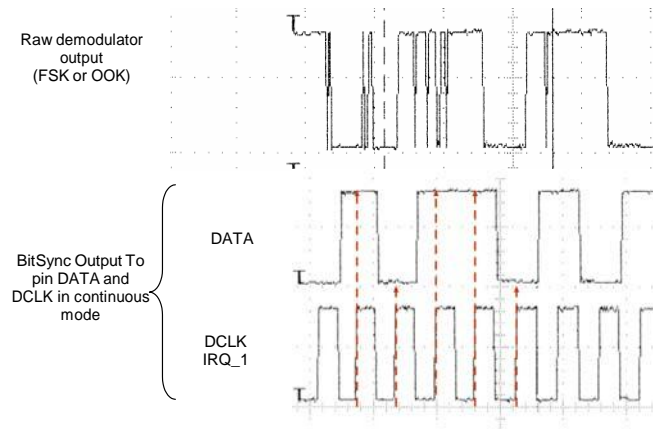 Raw demodulator
output
(FSK or OOK)
BitSync Output To
pin DATA and
DCLK in continuous
mode
DATA
DCLK
IRQ_1